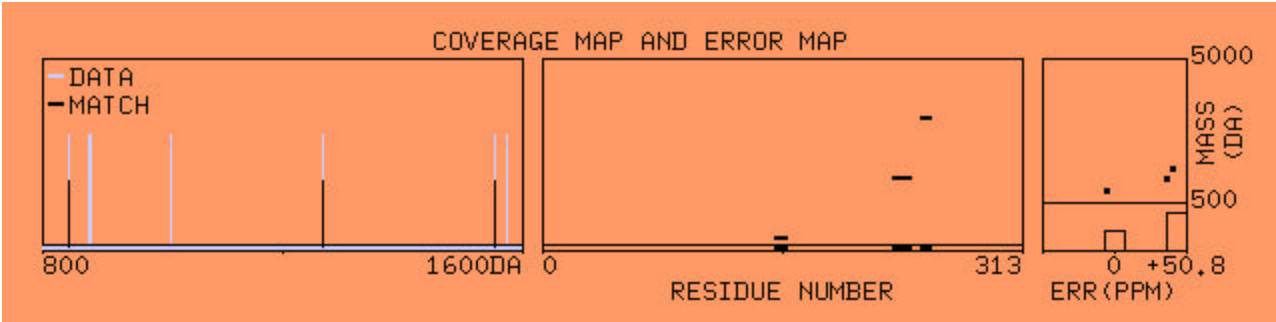 COVERAGE MAP AND ERROR MAP
DATA
MATCH
800
1600DA
0
313
RESIDUE NUMBER
5000
MASS
(DA)
500
0
+50.8
ERR(PPM)